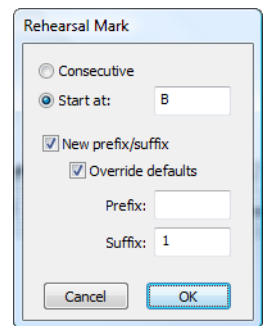 Rehearsal Mark
Consecutive
Start at: B
New prefix/suffix
Override defaults
Prefix:
Suffix: 1
Cancel OK